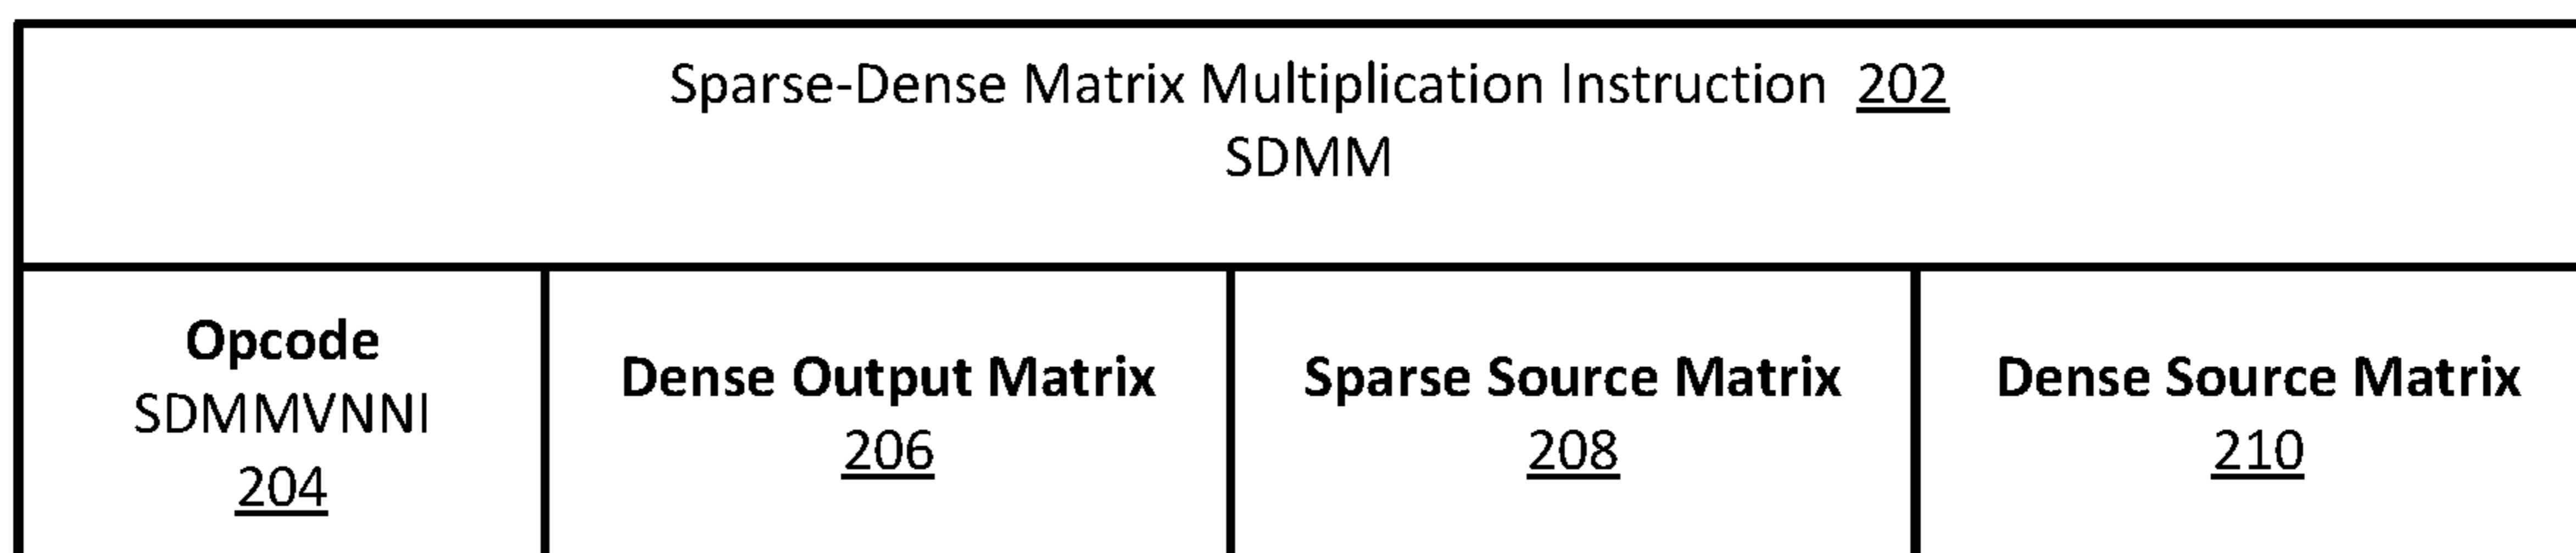 Sparse-Dense Matrix Multiplication Instruction 202
SDMM
Opcode
SDMMVNNI
204
Dense Output Matrix
206
Sparse Source Matrix
208
Dense Source Matrix
210